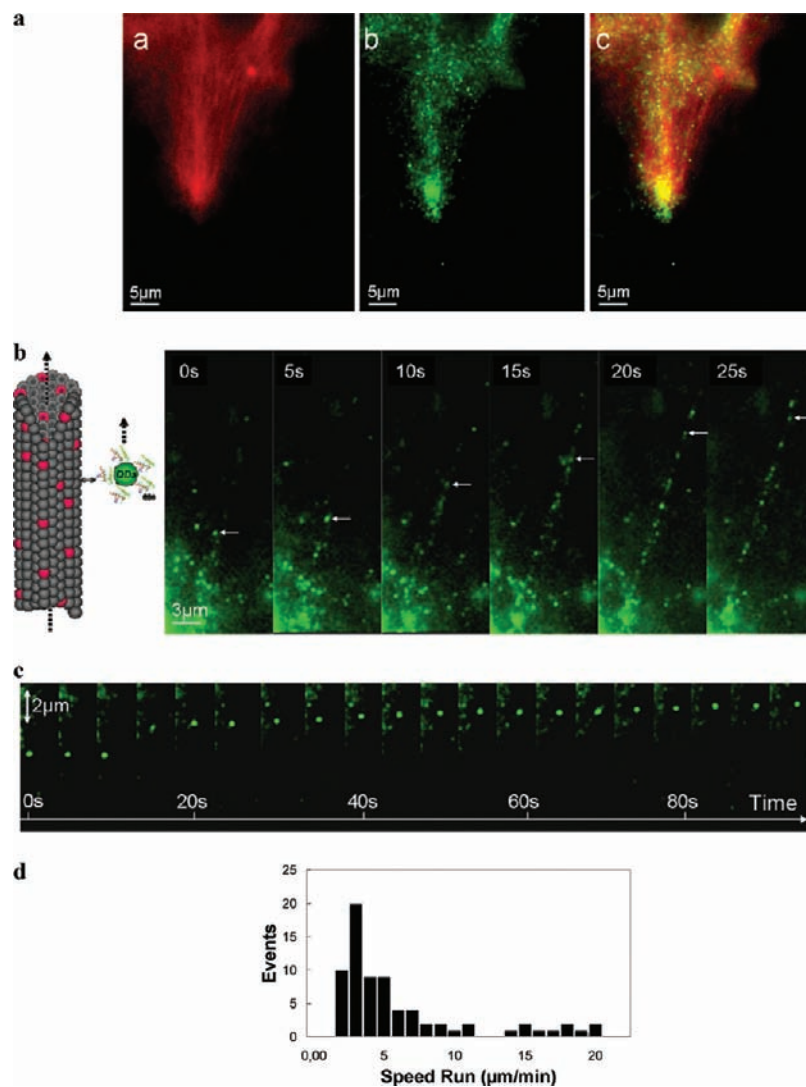 a
a b c
5μm 5μm 5μm
b
0s 5s 10s 15s 20s 25s
3μm
c
2μm
0s 20s 40s 60s 80s Time
d
25
20
15
10
5
0
Events
0,00 5 10 15 20
Speed Run (μm/min)